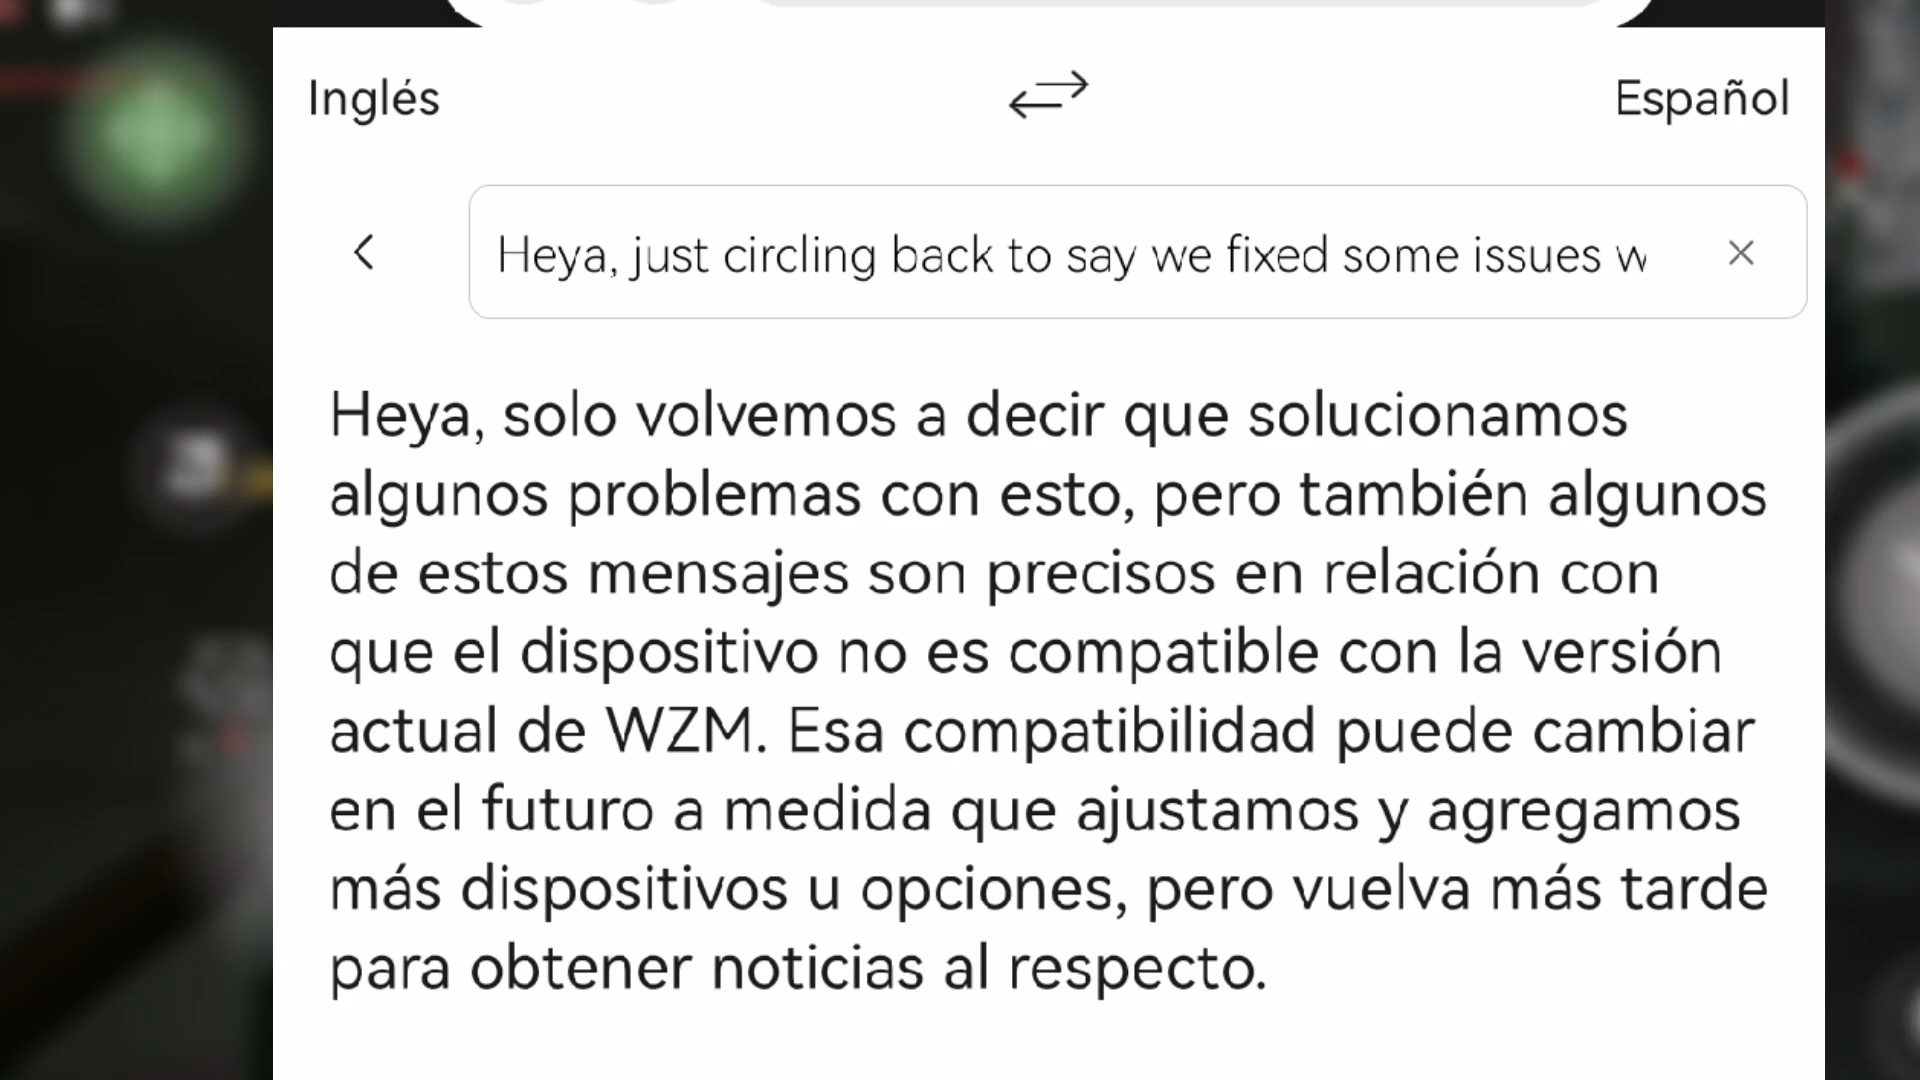 Inglés
Español
Heya, just circling back to say we fixed some issues w
Heya, solo volvemos a decir que solucionamos
algunos problemas con esto, pero también algunos
de estos mensajes son precisos en relación con
que el dispositivo no es compatible con la versión
actual de WZM. Esa compatibilidad puede cambiar
en el futuro a medida que ajustamos y agregamos
más dispositivos u opciones, pero vuelva más tarde
para obtener noticias al respecto.